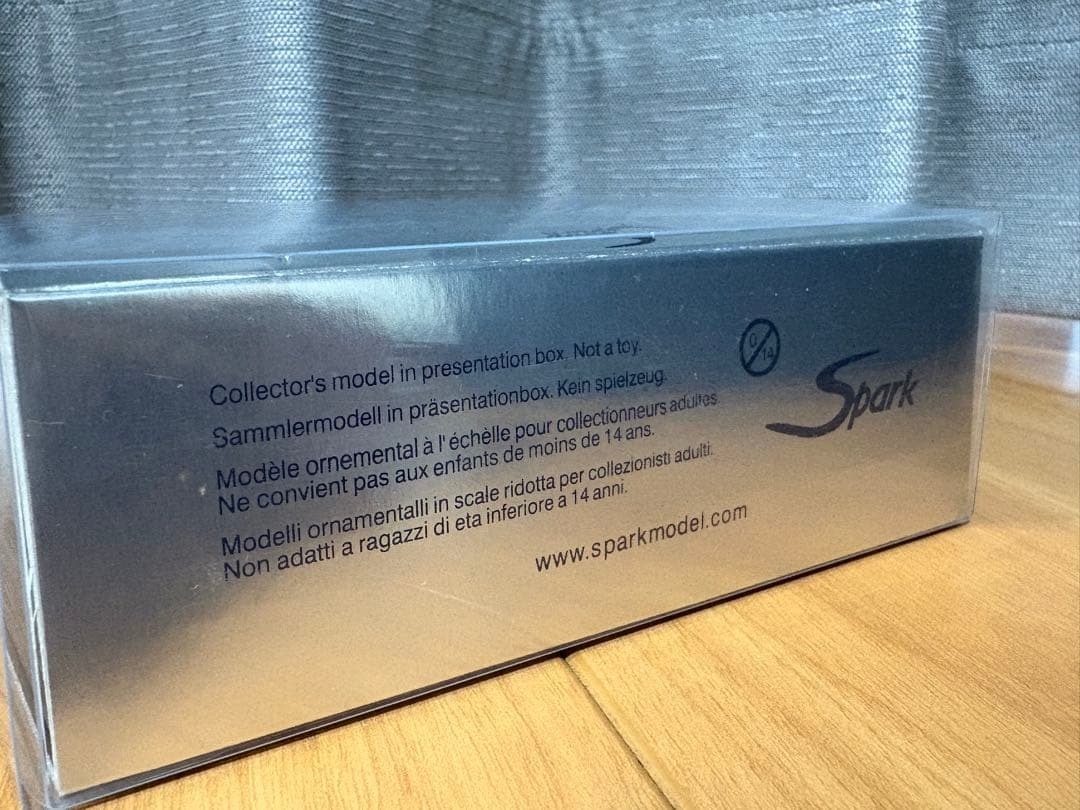 Collector's model in presentation box. Not a toy.
Sammlermodell in präsentationbox. Kein spielzeug.
Modèle ornemental à l'échèlle pour collectionneurs adultes.
Ne convient pas aux enfants de moins de 14 ans.
Modelli ornamentalli in scale ridotta per collezionisti adulti.
Non adatti a ragazzi di eta inferiore a 14 anni.
www.sparkmodel.com
0
14
Spark